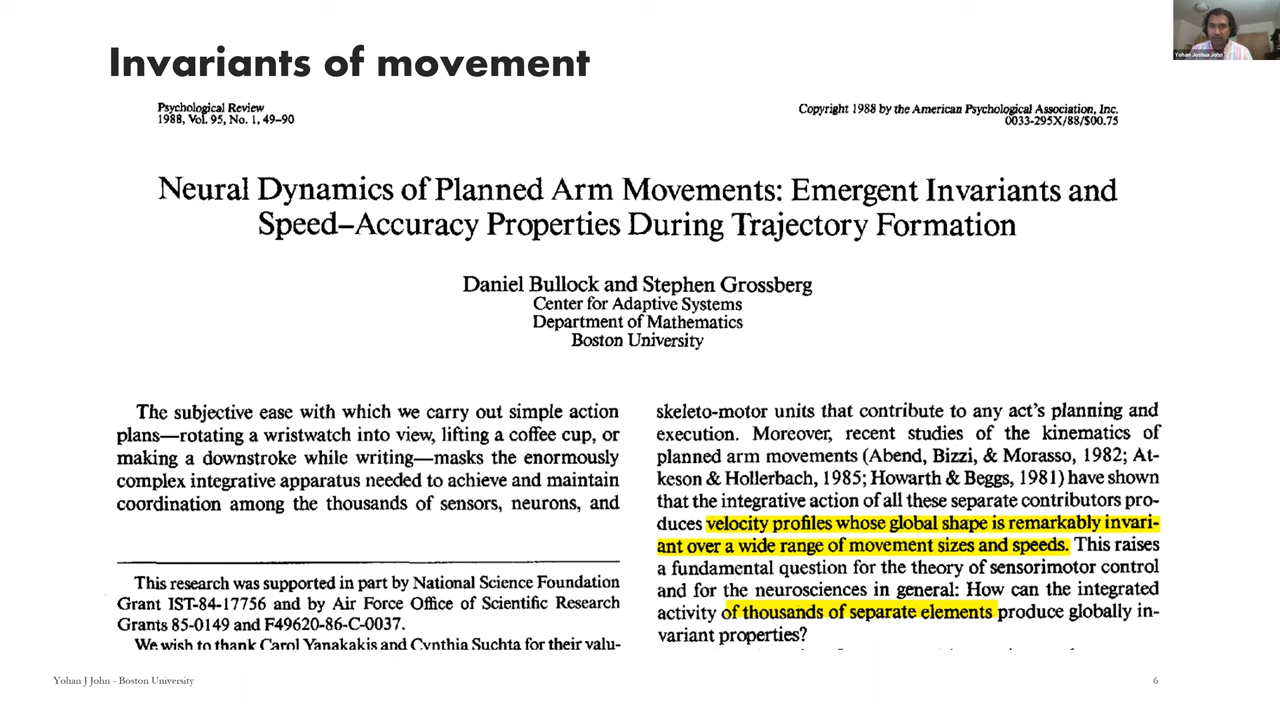 Invariants of movement
Yohan Joshua John
Psychological Review
1988, Vol. 95, No. 1, 49-90
Copyright 1988 by the American Psychological Association, Inc.
0033-295X/88/$00.75
Neural Dynamics of Planned Arm Movements: Emergent Invariants and
Speed–Accuracy Properties During Trajectory Formation
Daniel Bullock and Stephen Grossberg
Center for Adaptive Systems
Department of Mathematics
Boston University
The subjective ease with which we carry out simple action
plans—rotating a wristwatch into view, lifting a coffee cup, or
making a downstroke while writing—masks the enormously
complex integrative apparatus needed to achieve and maintain
coordination among the thousands of sensors, neurons, and
This research was supported in part by National Science Foundation
Grant IST-84-17756 and by Air Force Office of Scientific Research
Grants 85-0149 and F49620-86-C-0037.
We wish to thank Carol Yanakakis and Cynthia Suchta for their valu-
skeleto-motor units that contribute to any act's planning and
execution. Moreover, recent studies of the kinematics of
planned arm movements (Abend, Bizzi, & Morasso, 1982; At-
keson & Hollerbach, 1985; Howarth & Beggs, 1981) have shown
that the integrative action of all these separate contributors pro-
duces velocity profiles whose global shape is remarkably invari-
ant over a wide range of movement sizes and speeds. This raises
a fundamental question for the theory of sensorimotor control
and for the neurosciences in general: How can the integrated
activity of thousands of separate elements produce globally in-
variant properties?
Yohan J John - Boston University
6